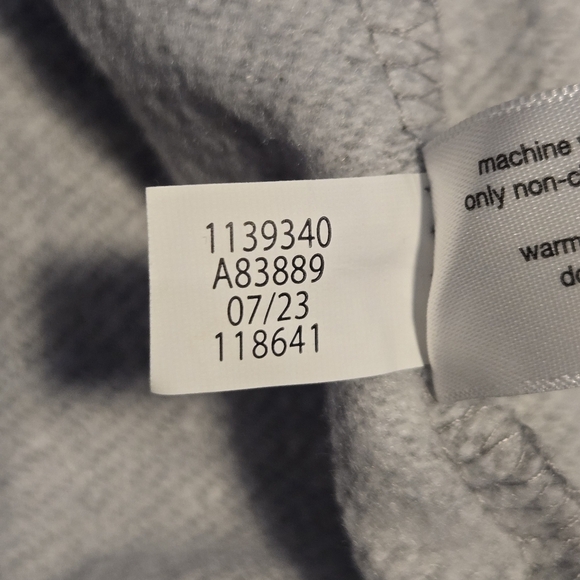 1139340
A83889
07/23
118641
machine
only non-c
warm
do